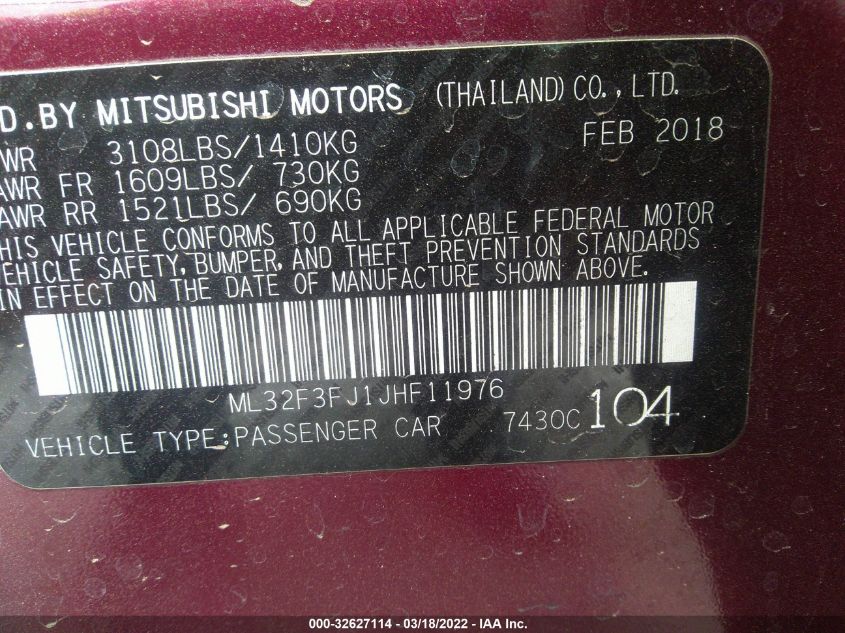 D.BY MITSUBISHI MOTORS (THAILAND) CO., LTD.
WR 3108LBS/1410KG FEB 2018
AWR FR 1609LBS/ 730KG
AWR RR 1521LBS/ 690KG
HIS VEHICLE CONFORMS TO ALL APPLICABLE FEDERAL MOTOR
VEHICLE SAFETY, BUMPER, AND THEFT PREVENTION STANDARDS
IN EFFECT ON THE DATE OF MANUFACTURE SHOWN ABOVE.
ML32F3FJ1JHF11976
VEHICLE TYPE:PASSENGER CAR 7430C 104
000-32627114 - 03/18/2022 - IAA Inc.